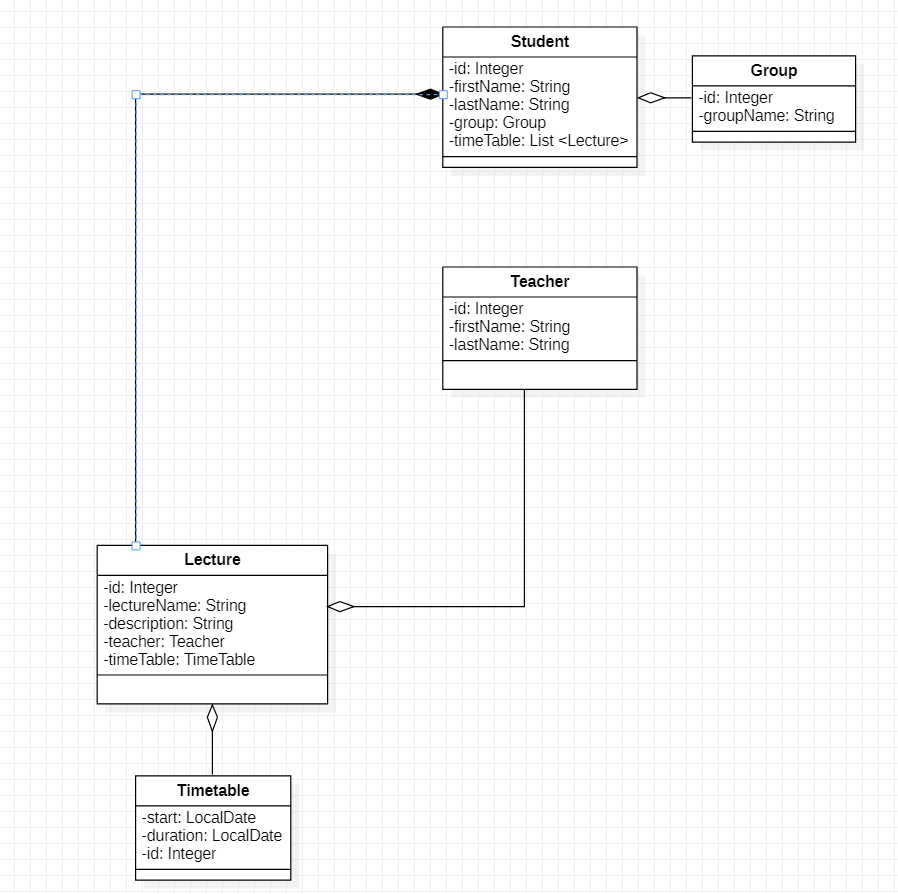 Student
-id: Integer
-firstName: String
-lastName: String
-group: Group
-timeTable: List <Lecture>
Group
-id: Integer
-groupName: String
Teacher
-id: Integer
-firstName: String
-lastName: String
Lecture
-id: Integer
-lectureName: String
-description: String
-teacher: Teacher
-timeTable: TimeTable
Timetable
-start: LocalDate
-duration: LocalDate
-id: Integer